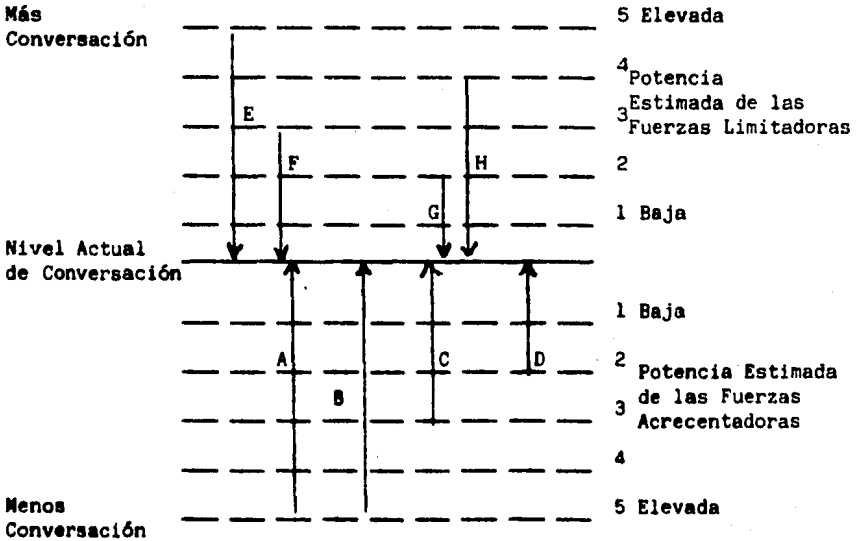 Más
Conversación
5 Elevada
4
Potencia
Estimada de las
3
Fuerzas Limitadoras
E
F
H
2
G
1 Baja
Nivel Actual
de Conversación
1 Baja
A
C
D
2
Potencia Estimada
B
de las Fuerzas
3
Acrecentadoras
4
Menos
Conversación
5 Elevada